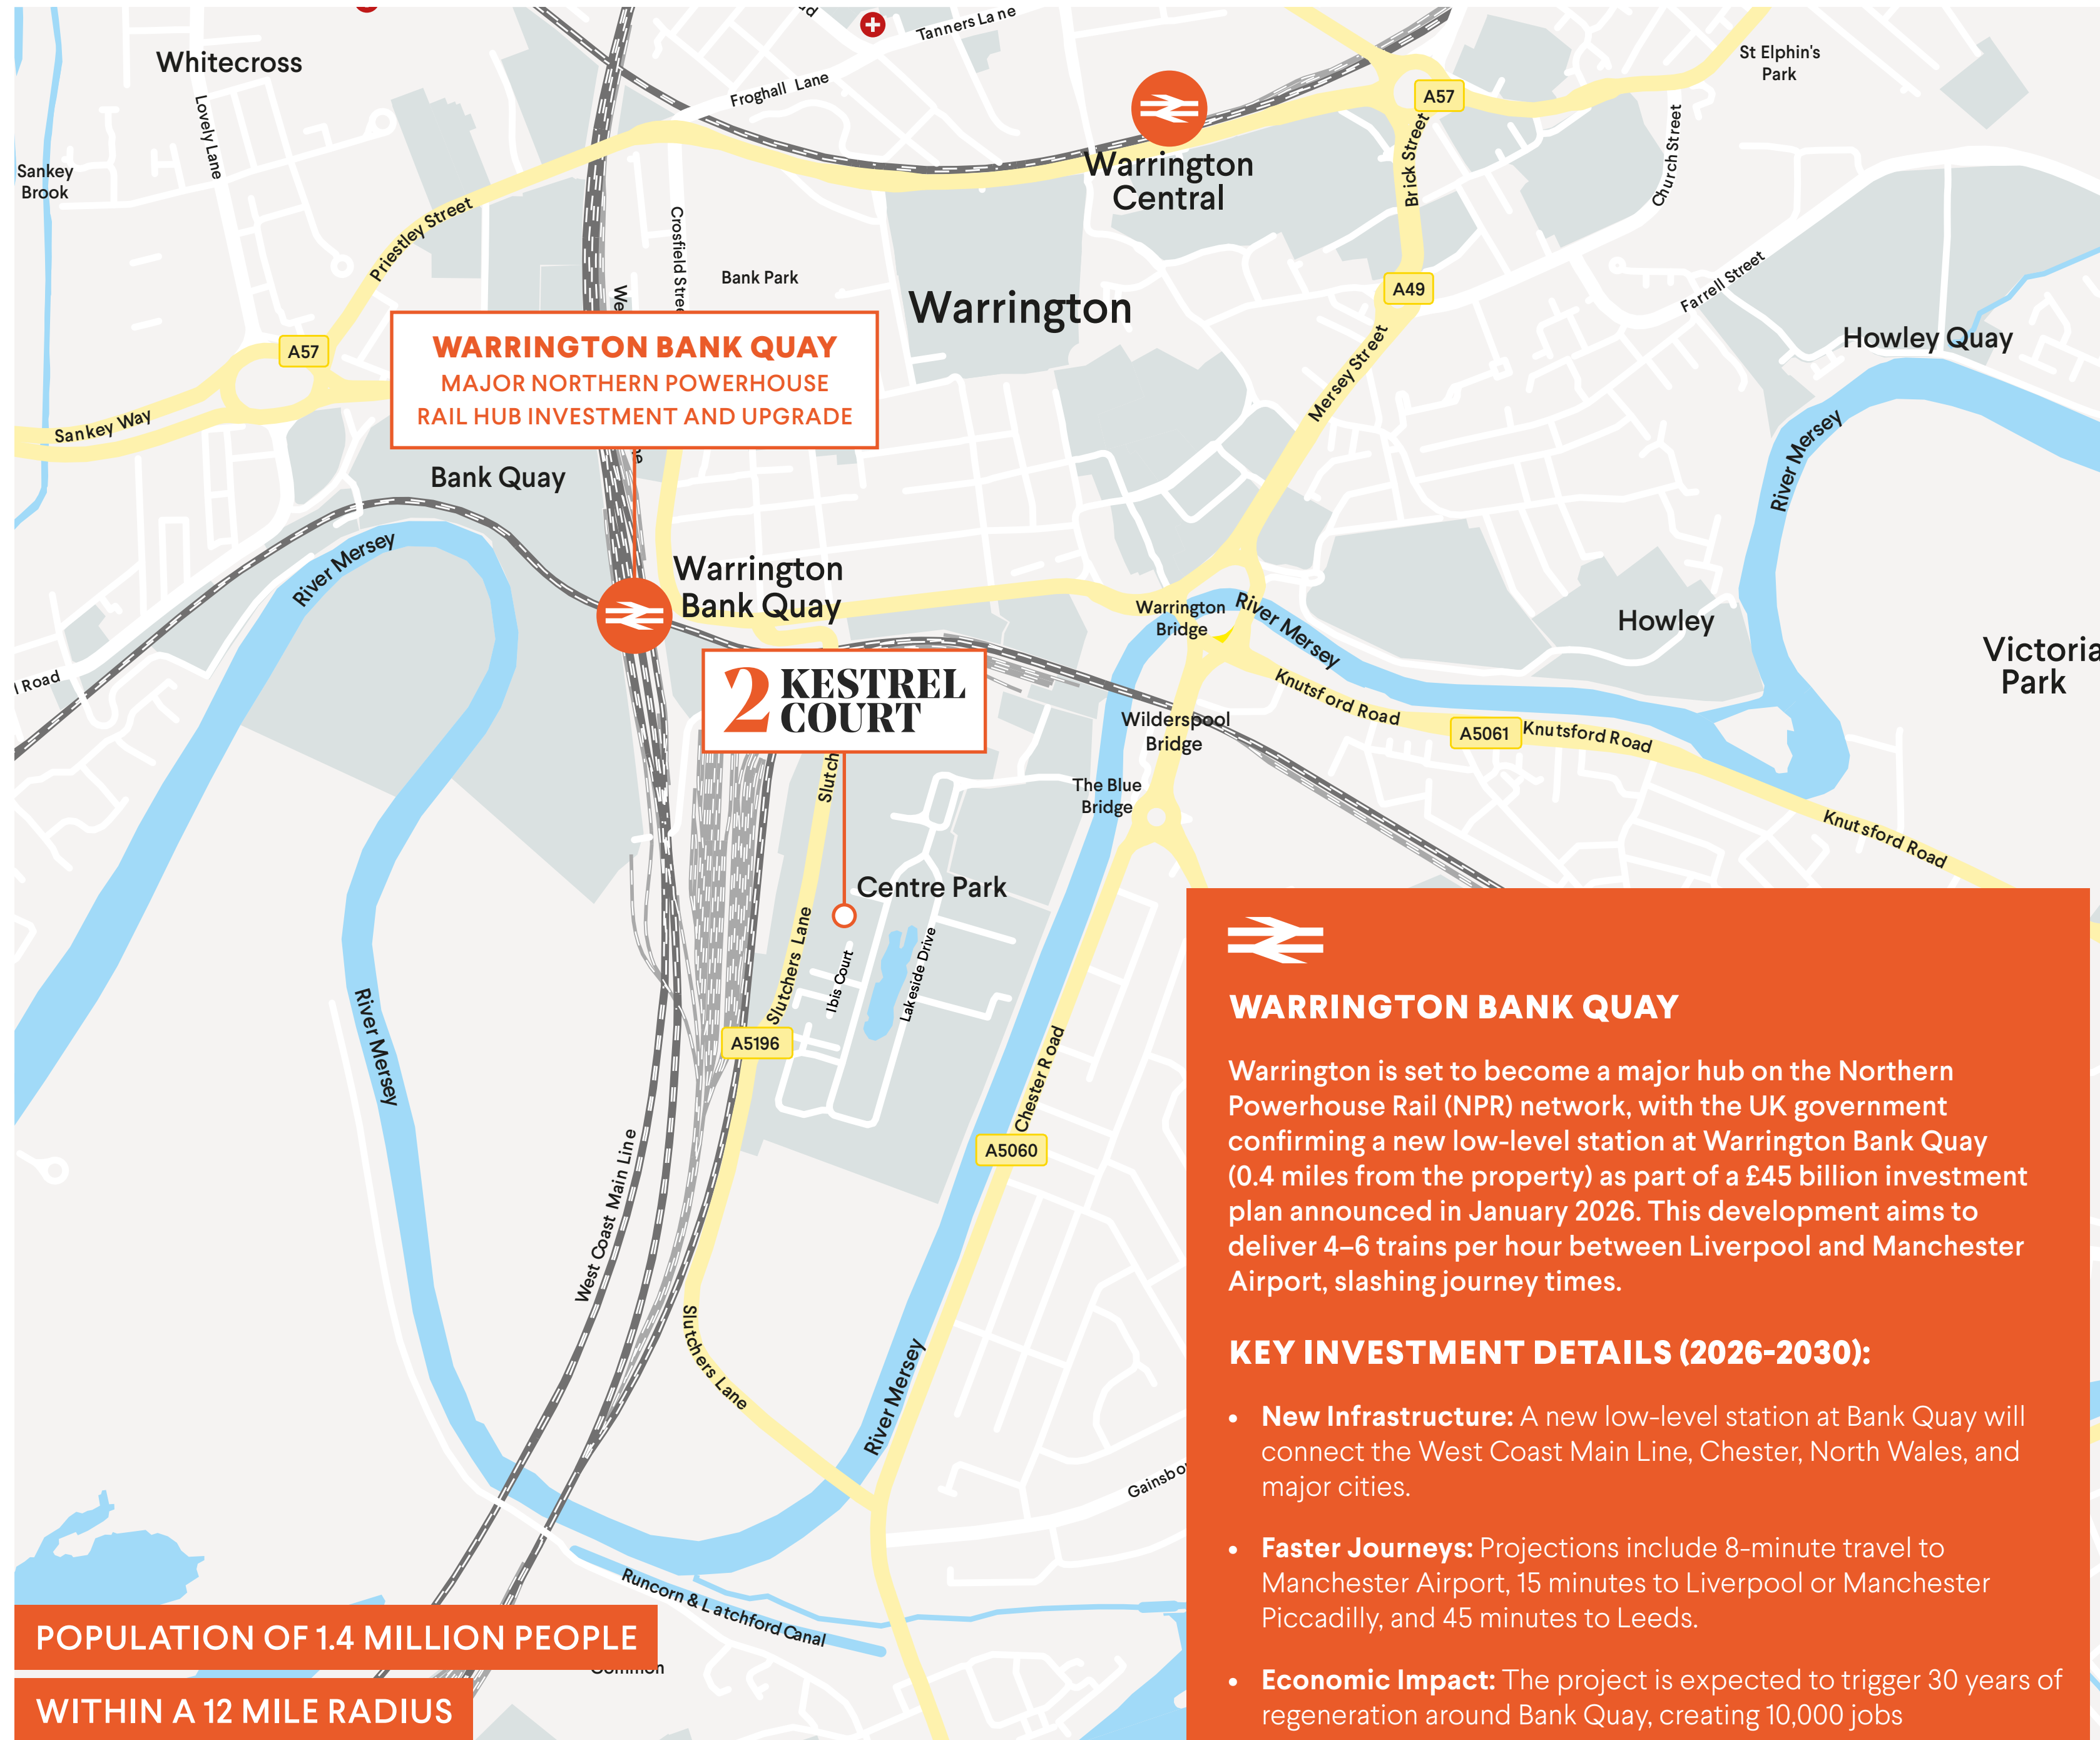 Whitecross
Tanners Lane
Froghall Lane
St Elphin's
Park
A57
Lovely Lane
Sankey
Brook
Warrington
Central
Brick Street
Church Street
Priestley Street
Crosfield Stree
Bank Park
Warrington
A49
Farrell Street
We
Howley Quay
A57
WARRINGTON BANK QUAY
MAJOR NORTHERN POWERHOUSE
RAIL HUB INVESTMENT AND UPGRADE
Mersey Street
Sankey Way
River Mersey
Bank Quay
River Mersey
Warrington
Bank Quay
Warrington
Bridge
River Mersey
Howley
Victoria
Park
l Road
2 KESTREL
COURT
Knutsford Road
Wilderspool
Bridge
A5061
Knutsford Road
Slutch
The Blue
Bridge
Knutsford Road
Centre Park
Slutchers Lane
Ibis Court
Lakeside Drive
A5196
River Mersey
Chester Road
A5060
West Coast Main Line
Slutchers Lane
River Mersey
Gainsbo
Runcorn & Latchford Canal
Common
POPULATION OF 1.4 MILLION PEOPLE
WITHIN A 12 MILE RADIUS
WARRINGTON BANK QUAY
Warrington is set to become a major hub on the Northern
Powerhouse Rail (NPR) network, with the UK government
confirming a new low-level station at Warrington Bank Quay
(0.4 miles from the property) as part of a £45 billion investment
plan announced in January 2026. This development aims to
deliver 4–6 trains per hour between Liverpool and Manchester
Airport, slashing journey times.
KEY INVESTMENT DETAILS (2026-2030):
• New Infrastructure: A new low-level station at Bank Quay will
connect the West Coast Main Line, Chester, North Wales, and
major cities.
• Faster Journeys: Projections include 8-minute travel to
Manchester Airport, 15 minutes to Liverpool or Manchester
Piccadilly, and 45 minutes to Leeds.
• Economic Impact: The project is expected to trigger 30 years of
regeneration around Bank Quay, creating 10,000 jobs